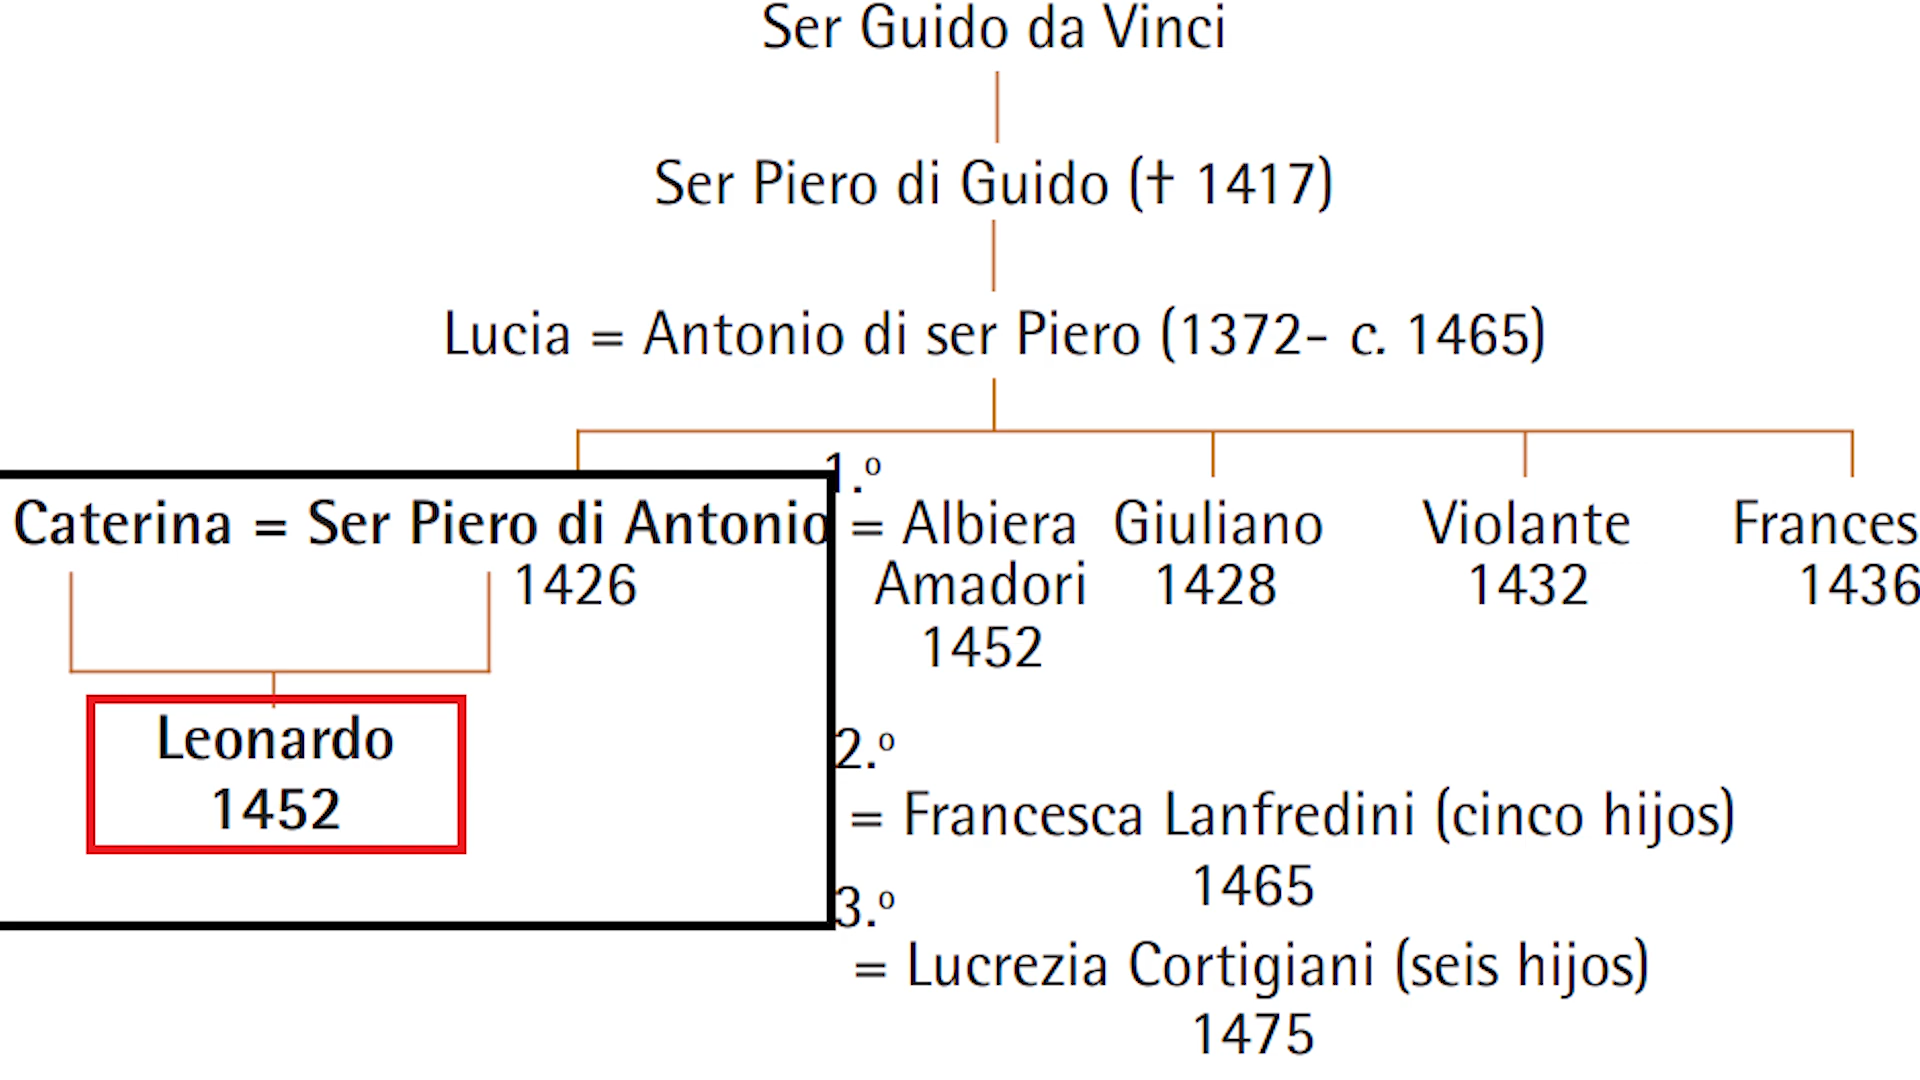 Ser Guido da Vinci
Ser Piero di Guido († 1417)
Lucia = Antonio di ser Piero (1372- c. 1465)
1.º
Caterina = Ser Piero di Antonio = Albiera Giuliano Violante Frances
1426 Amadori 1428 1432 1436
1452
Leonardo
1452
2.º
= Francesca Lanfredini (cinco hijos)
1465
3.º
= Lucrezia Cortigiani (seis hijos)
1475